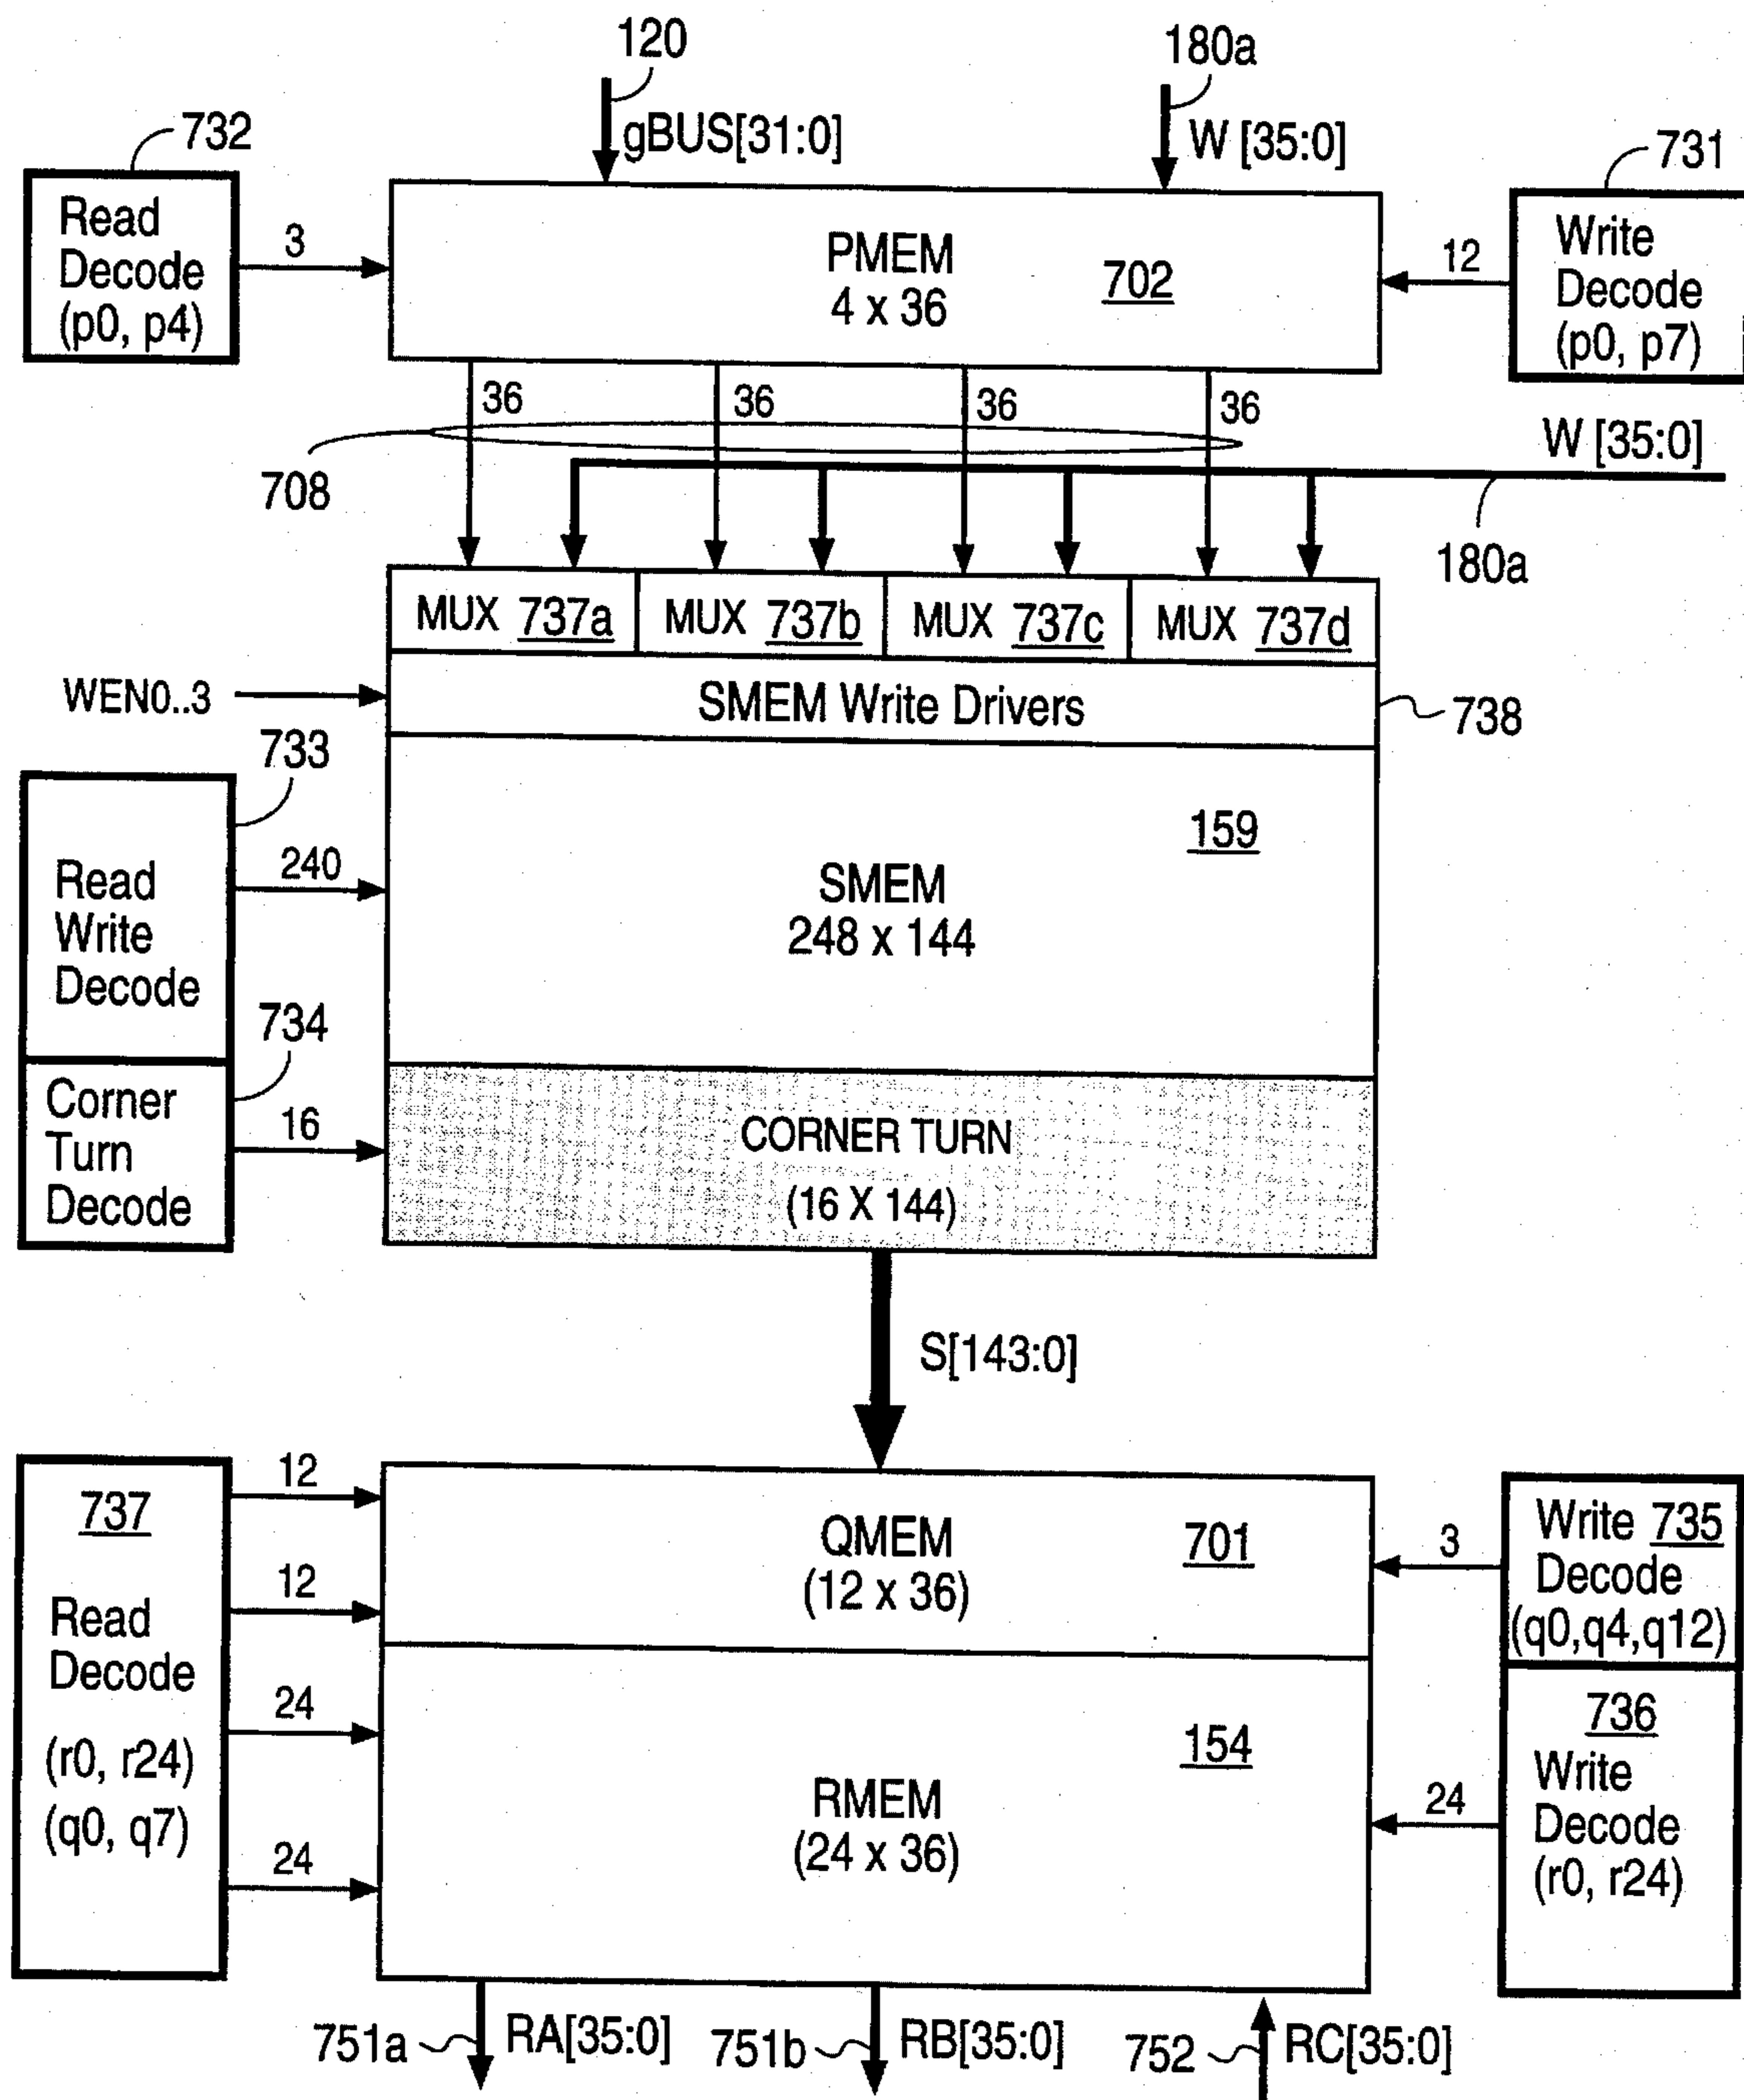 120
180a
gBUS[31:0]
W [35:0]
732
731
Read
Decode
(p0, p4)
3
PMEM
4 x 36
702
12
Write
Decode
(p0, p7)
36
36
36
36
708
W [35:0]
180a
MUX 737a
MUX 737b
MUX 737c
MUX 737d
WEN0..3
SMEM Write Drivers
738
733
Read
Write
Decode
240
159
SMEM
248 x 144
734
Corner
Turn
Decode
16
CORNER TURN
(16 X 144)
S[143:0]
737
Read
Decode
(r0, r24)
(q0, q7)
12
12
24
24
QMEM
(12 x 36)
701
3
Write 735
Decode
(q0,q4,q12)
154
RMEM
(24 x 36)
24
736
Write
Decode
(r0, r24)
751a
RA[35:0]
751b
RB[35:0]
752
RC[35:0]